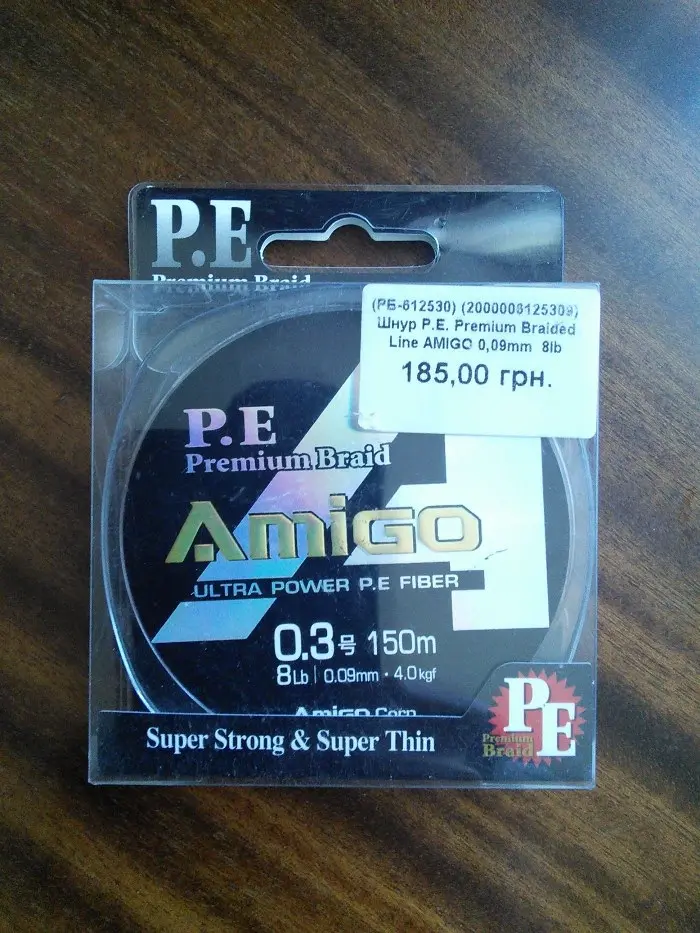 P.E
Premium Braid
(РБ-612530) (2000006125309)
Шнур P.E. Premium Braided
Line AMIGO 0,09mm 8lb
185,00 грн.
P.E
Premium Braid
AmiGO
ULTRA POWER P.E FIBER
0.3号 150m
8Lb | 0.09mm · 4.0kgf
AmiGO Corp
Super Strong & Super Thin
PE
Premium
Braid